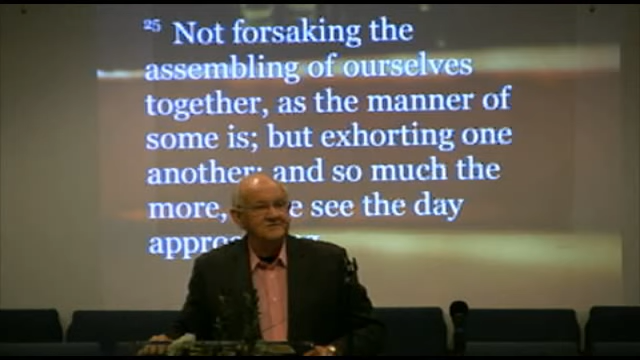 25 Not forsaking the
assembling of ourselves
together, as the manner of
some is; but exhorting one
another; and so much the
more, e see the day
appro